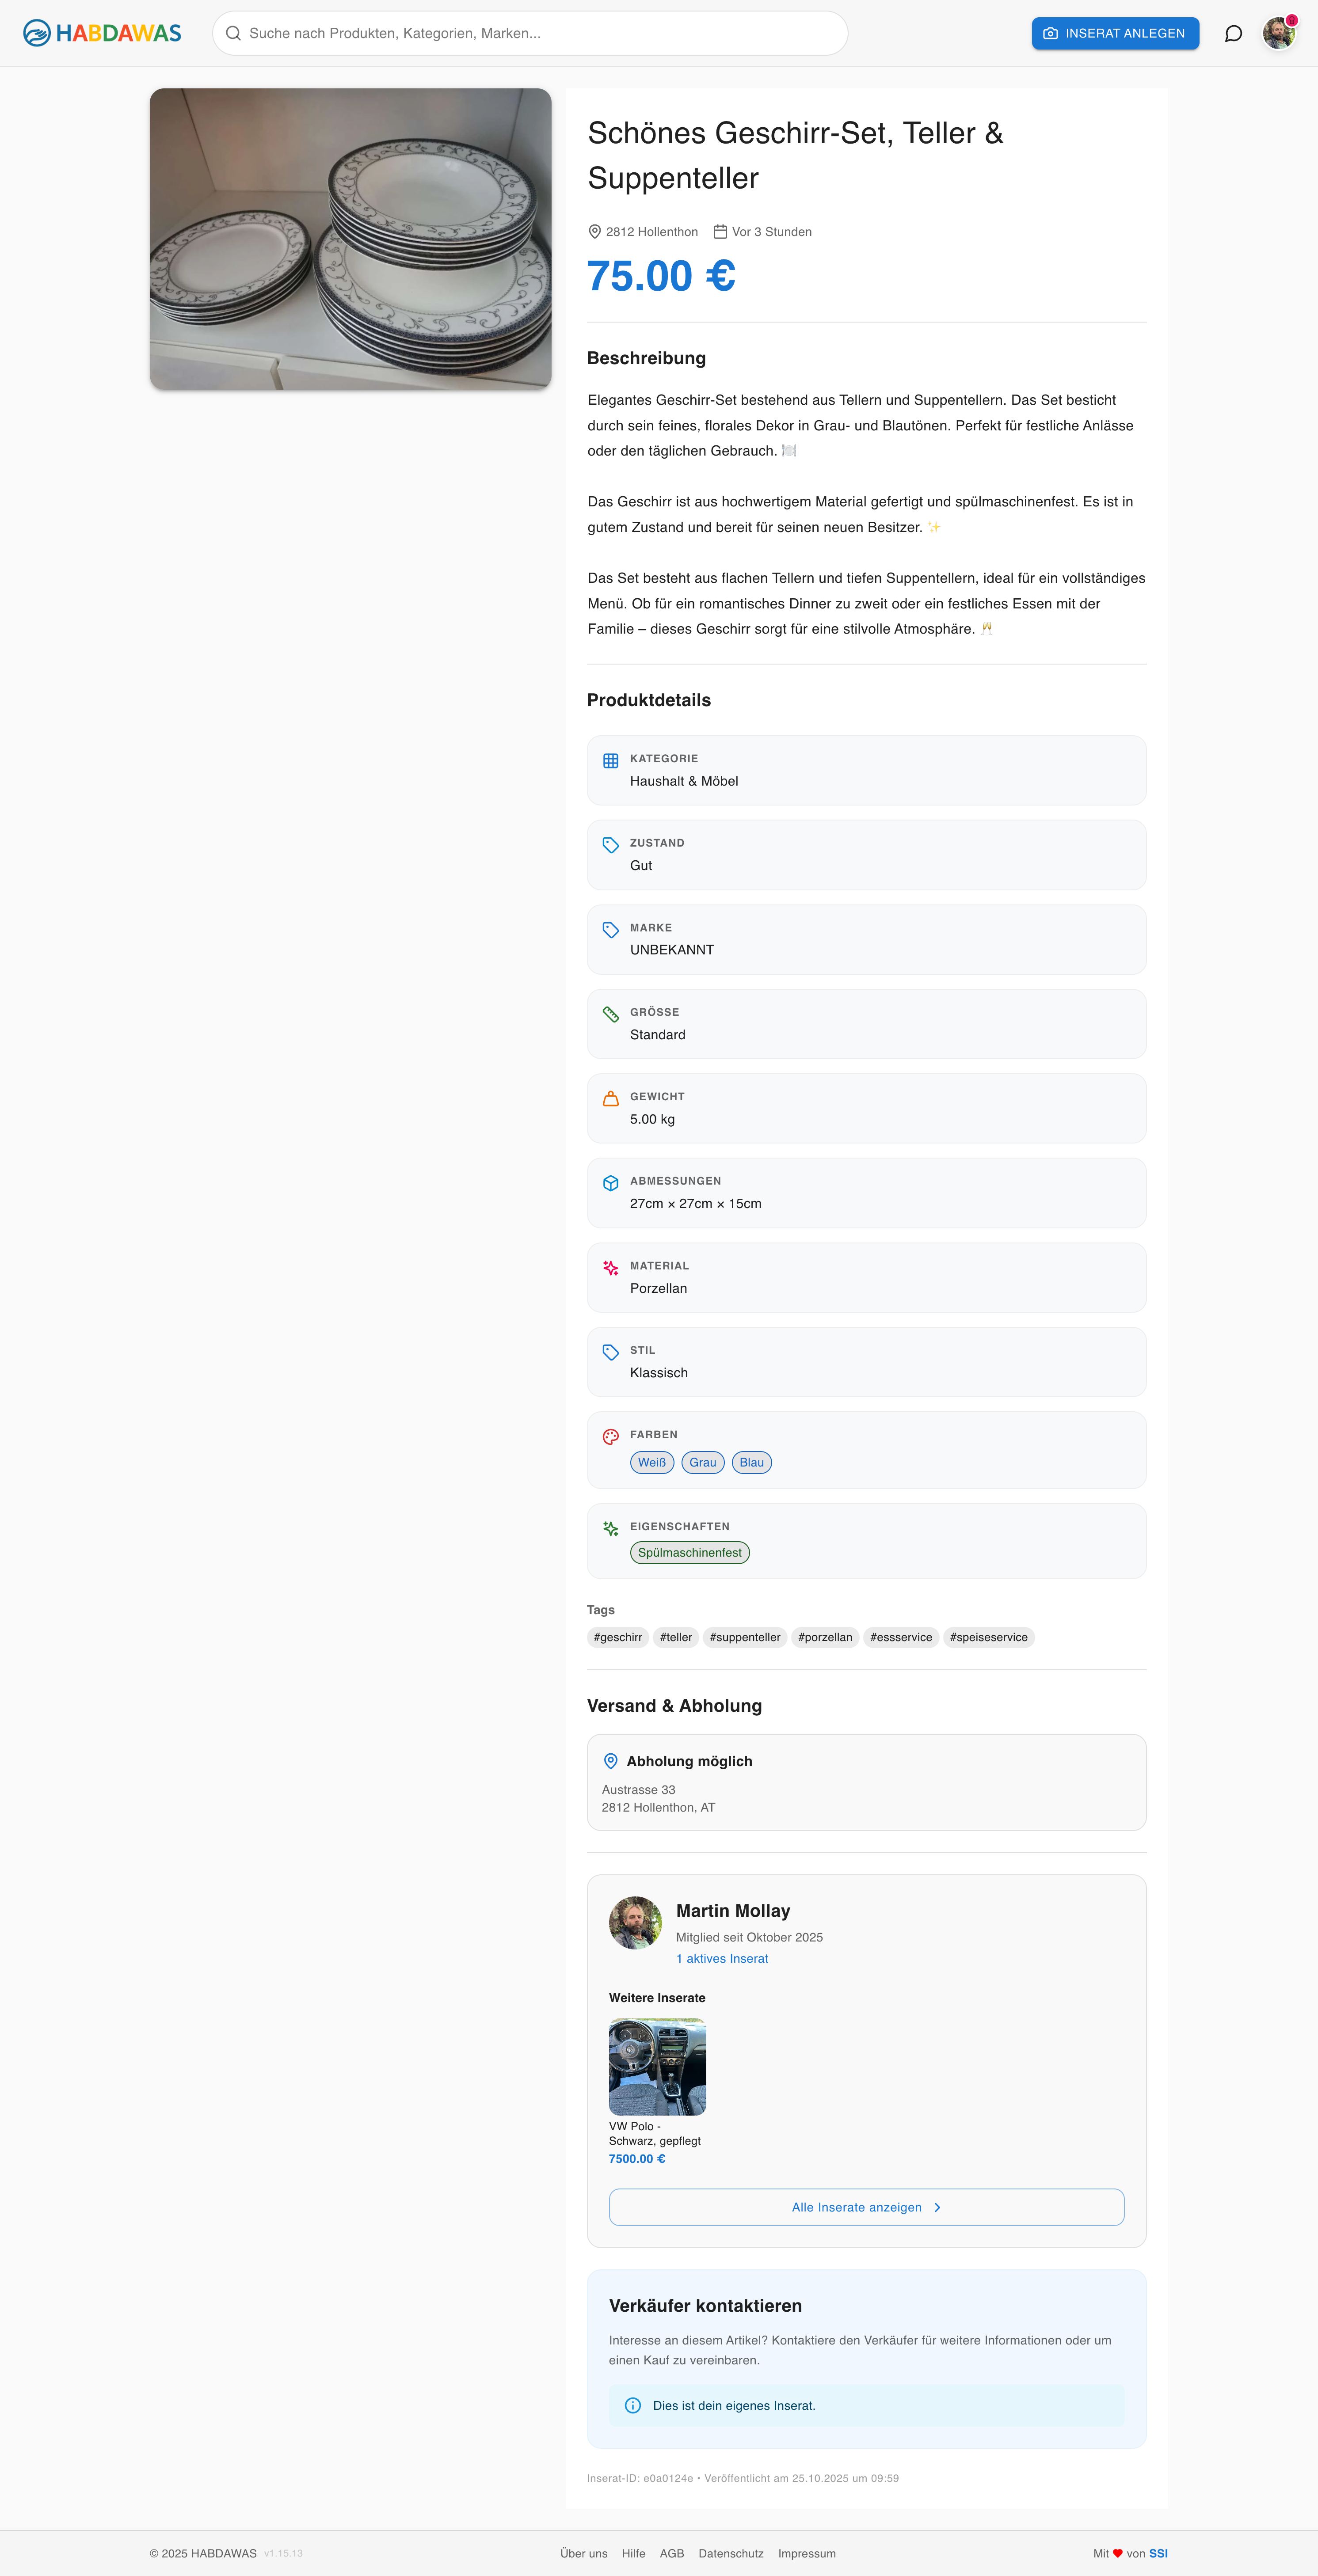 HABDAWAS
Suche nach Produkten, Kategorien, Marken...
INSERAT ANLEGEN
Schönes Geschirr-Set, Teller &
Suppenteller
2812 Hollenthon
Vor 3 Stunden
75.00 €
Beschreibung
Elegantes Geschirr-Set bestehend aus Tellern und Suppentellern. Das Set besticht
durch sein feines, florales Dekor in Grau- und Blautönen. Perfekt für festliche Anlässe
oder den täglichen Gebrauch. 🍽️
Das Geschirr ist aus hochwertigem Material gefertigt und spülmaschinenfest. Es ist in
gutem Zustand und bereit für seinen neuen Besitzer. ✨
Das Set besteht aus flachen Tellern und tiefen Suppentellern, ideal für ein vollständiges
Menü. Ob für ein romantisches Dinner zu zweit oder ein festliches Essen mit der
Familie – dieses Geschirr sorgt für eine stilvolle Atmosphäre. 🥂
Produktdetails
KATEGORIE
Haushalt & Möbel
ZUSTAND
Gut
MARKE
UNBEKANNT
GRÖSSE
Standard
GEWICHT
5.00 kg
ABMESSUNGEN
27cm × 27cm × 15cm
MATERIAL
Porzellan
STIL
Klassisch
FARBEN
Weiß Grau Blau
EIGENSCHAFTEN
Spülmaschinenfest
Tags
#geschirr #teller #suppenteller #porzellan #essservice #speiseservice
Versand & Abholung
Abholung möglich
Austrasse 33
2812 Hollenthon, AT
Martin Mollay
Mitglied seit Oktober 2025
1 aktives Inserat
Weitere Inserate
VW Polo -
Schwarz, gepflegt
7500.00 €
Alle Inserate anzeigen
Verkäufer kontaktieren
Interesse an diesem Artikel? Kontaktiere den Verkäufer für weitere Informationen oder um
einen Kauf zu vereinbaren.
Dies ist dein eigenes Inserat.
Inserat-ID: e0a0124e • Veröffentlicht am 25.10.2025 um 09:59
© 2025 HABDAWAS v1.15.13
Über uns Hilfe AGB Datenschutz Impressum
Mit ♥ von SSI